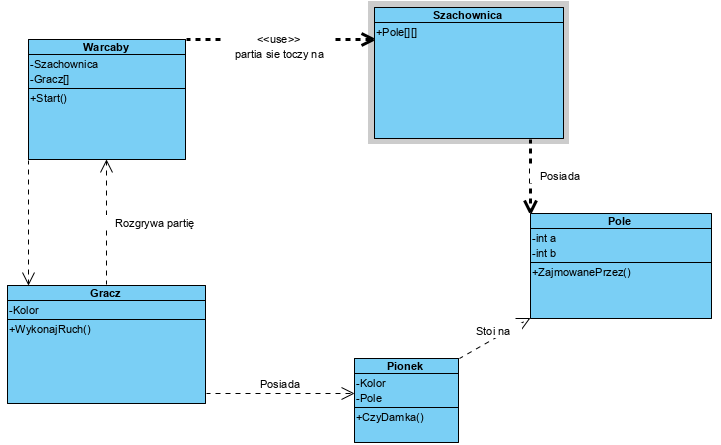 Szachownica
+Pole[][]
<<use>>
partia sie toczy na
Warcaby
-Szachownica
-Gracz[]
+Start()
Posiada
Rozgrywa partię
Pole
-int a
-int b
+ZajmowanePrzez()
Gracz
-Kolor
+WykonajRuch()
Stoi na
Posiada
Pionek
-Kolor
-Pole
+CzyDamka()